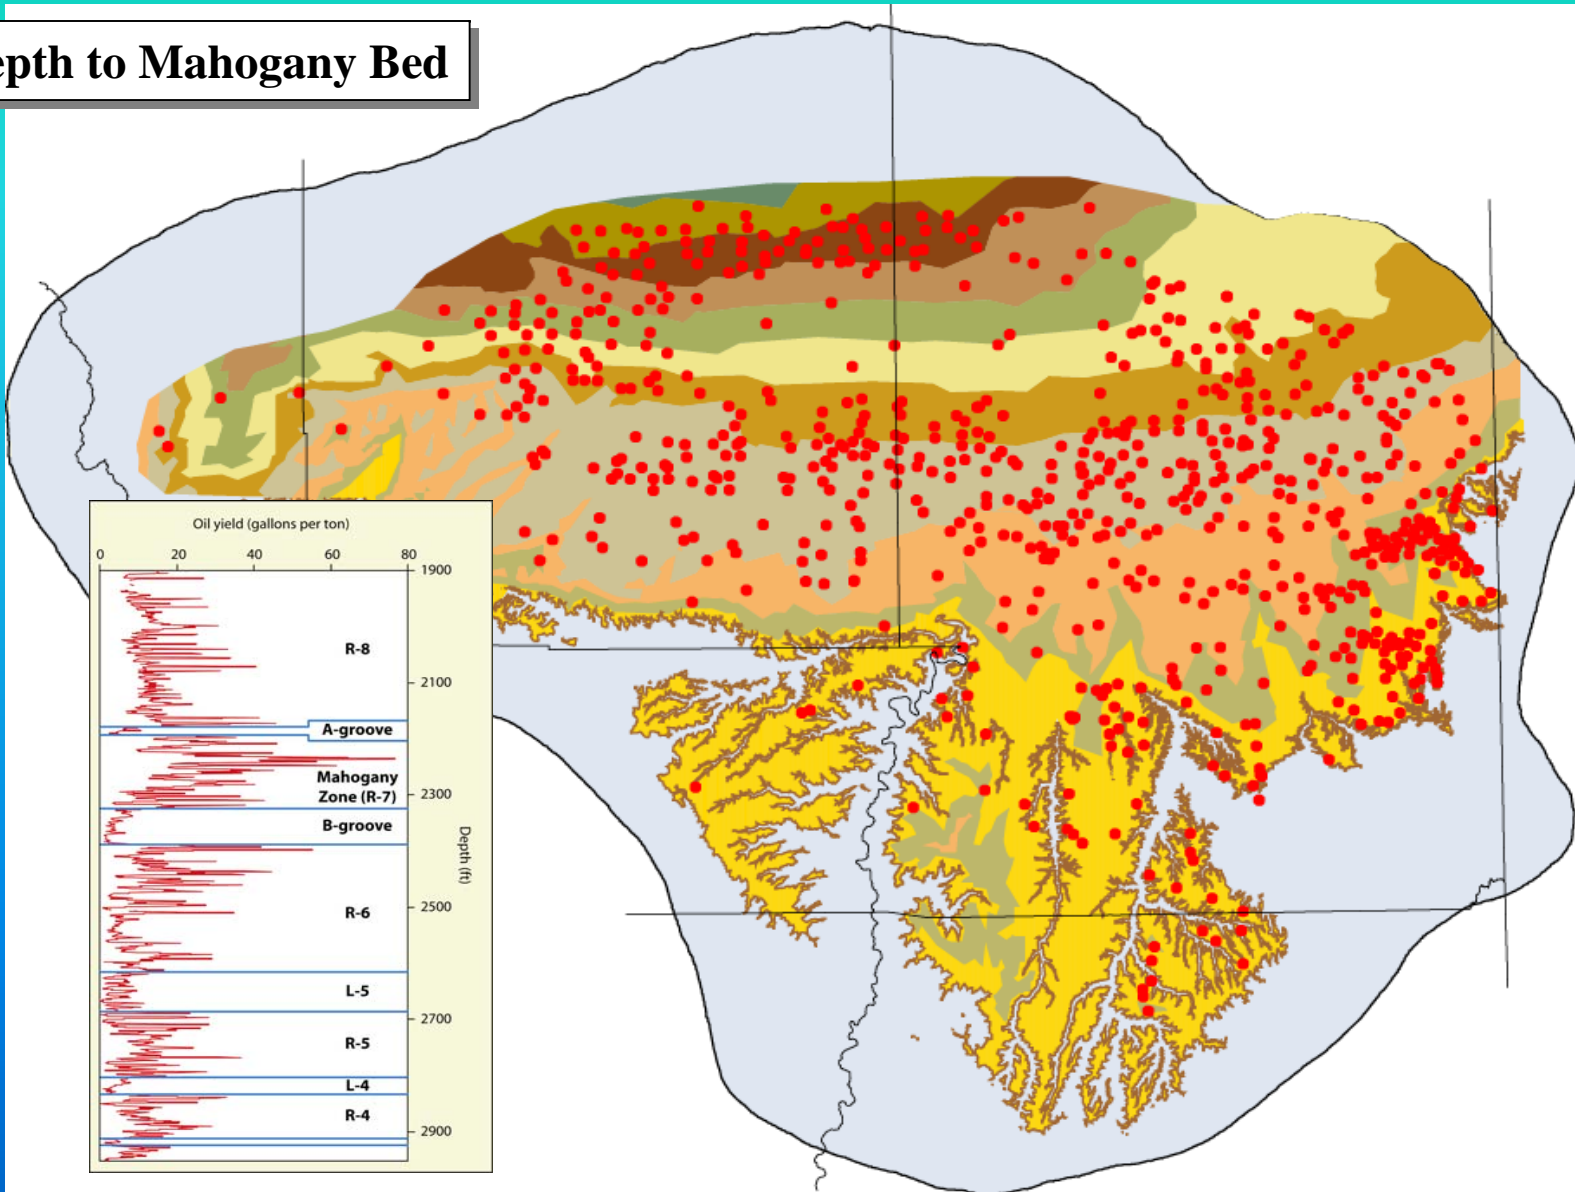 epth to Mahogany Bed
Oil yield (gallons per ton)
0 20 40 60 80
1900
R-8
2100
A-groove
Mahogany
Zone (R-7)
2300
B-groove
Depth (ft)
R-6
2500
L-5
2700
R-5
L-4
R-4
2900